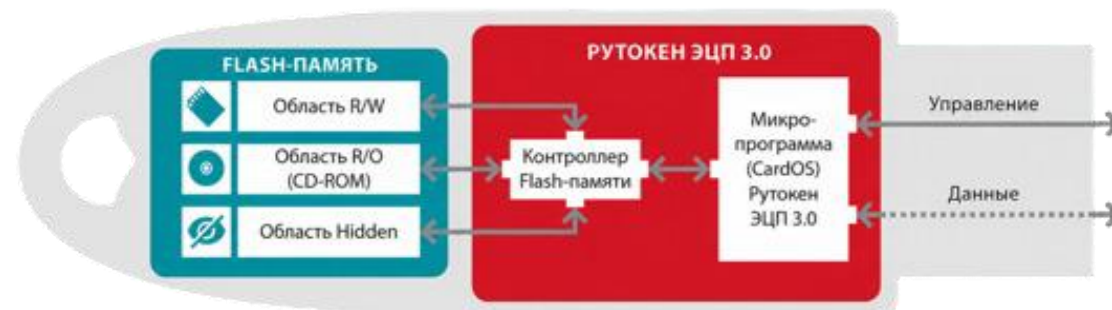 FLASH-ПАМЯТЬ
Область R/W
Область R/O
(CD-ROM)
Область Hidden
РУТОКЕН ЭЦП 3.0
Контроллер
Flash-памяти
Микро-
программа
(CardOS)
Рутокен
ЭЦП 3.0
Управление
Данные